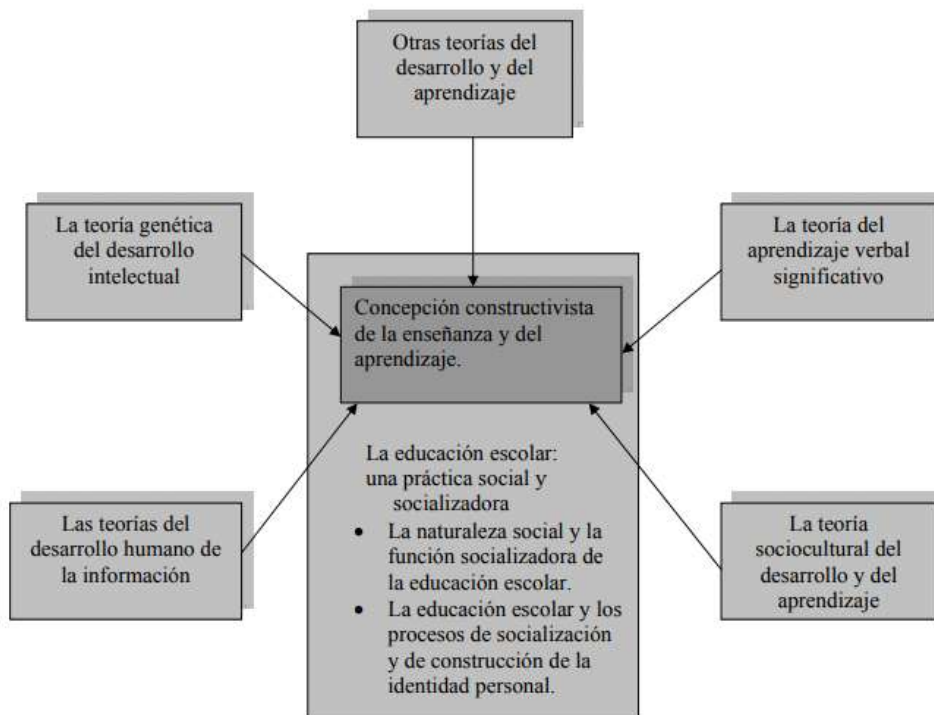 Otras teorías del
desarrollo y del
aprendizaje
La teoría genética
del desarrollo
intelectual
La teoría del
aprendizaje verbal
significativo
Concepción constructivista
de la enseñanza y del
aprendizaje.
La educación escolar:
una práctica social y
socializadora
• La naturaleza social y la
función socializadora de
la educación escolar.
• La educación escolar y los
procesos de socialización
y de construcción de la
identidad personal.
Las teorías del
desarrollo humano de
la información
La teoría
sociocultural del
desarrollo y del
aprendizaje